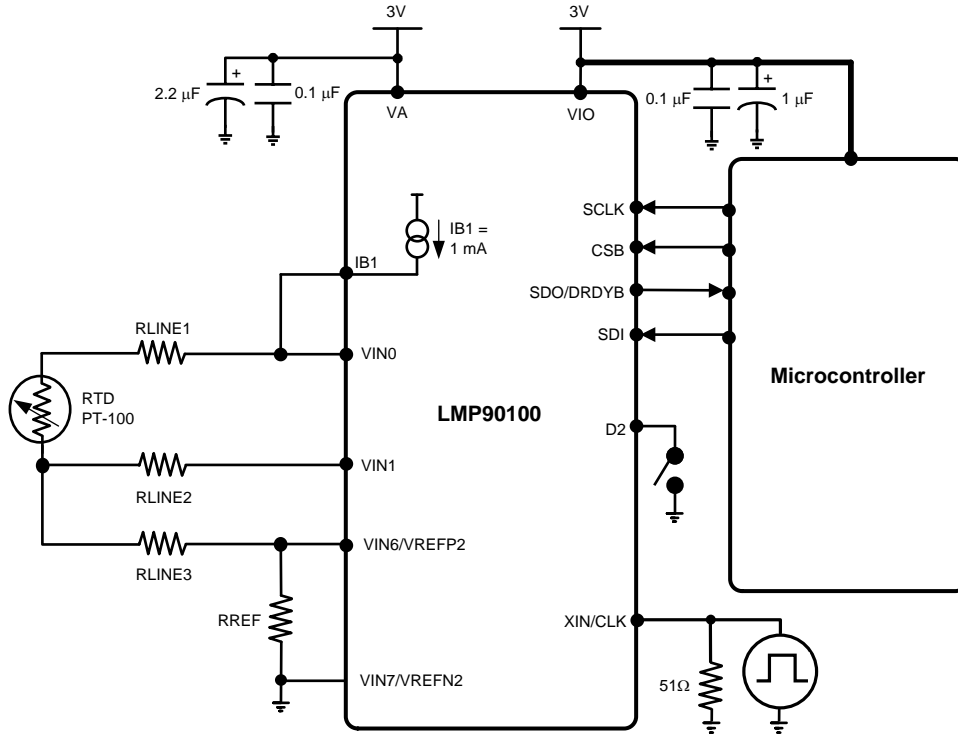 3V
3V
2.2 µF
+
0.1 µF
VA
VIO
0.1 µF
+
1 µF
SCLK
IB1 =
1 mA
CSB
IB1
SDO/DRDYB
RLINE1
SDI
VIN0
RTD
PT-100
Microcontroller
LMP90100
D2
VIN1
RLINE2
VIN6/VREFP2
RLINE3
RREF
XIN/CLK
VIN7/VREFN2
51Ω